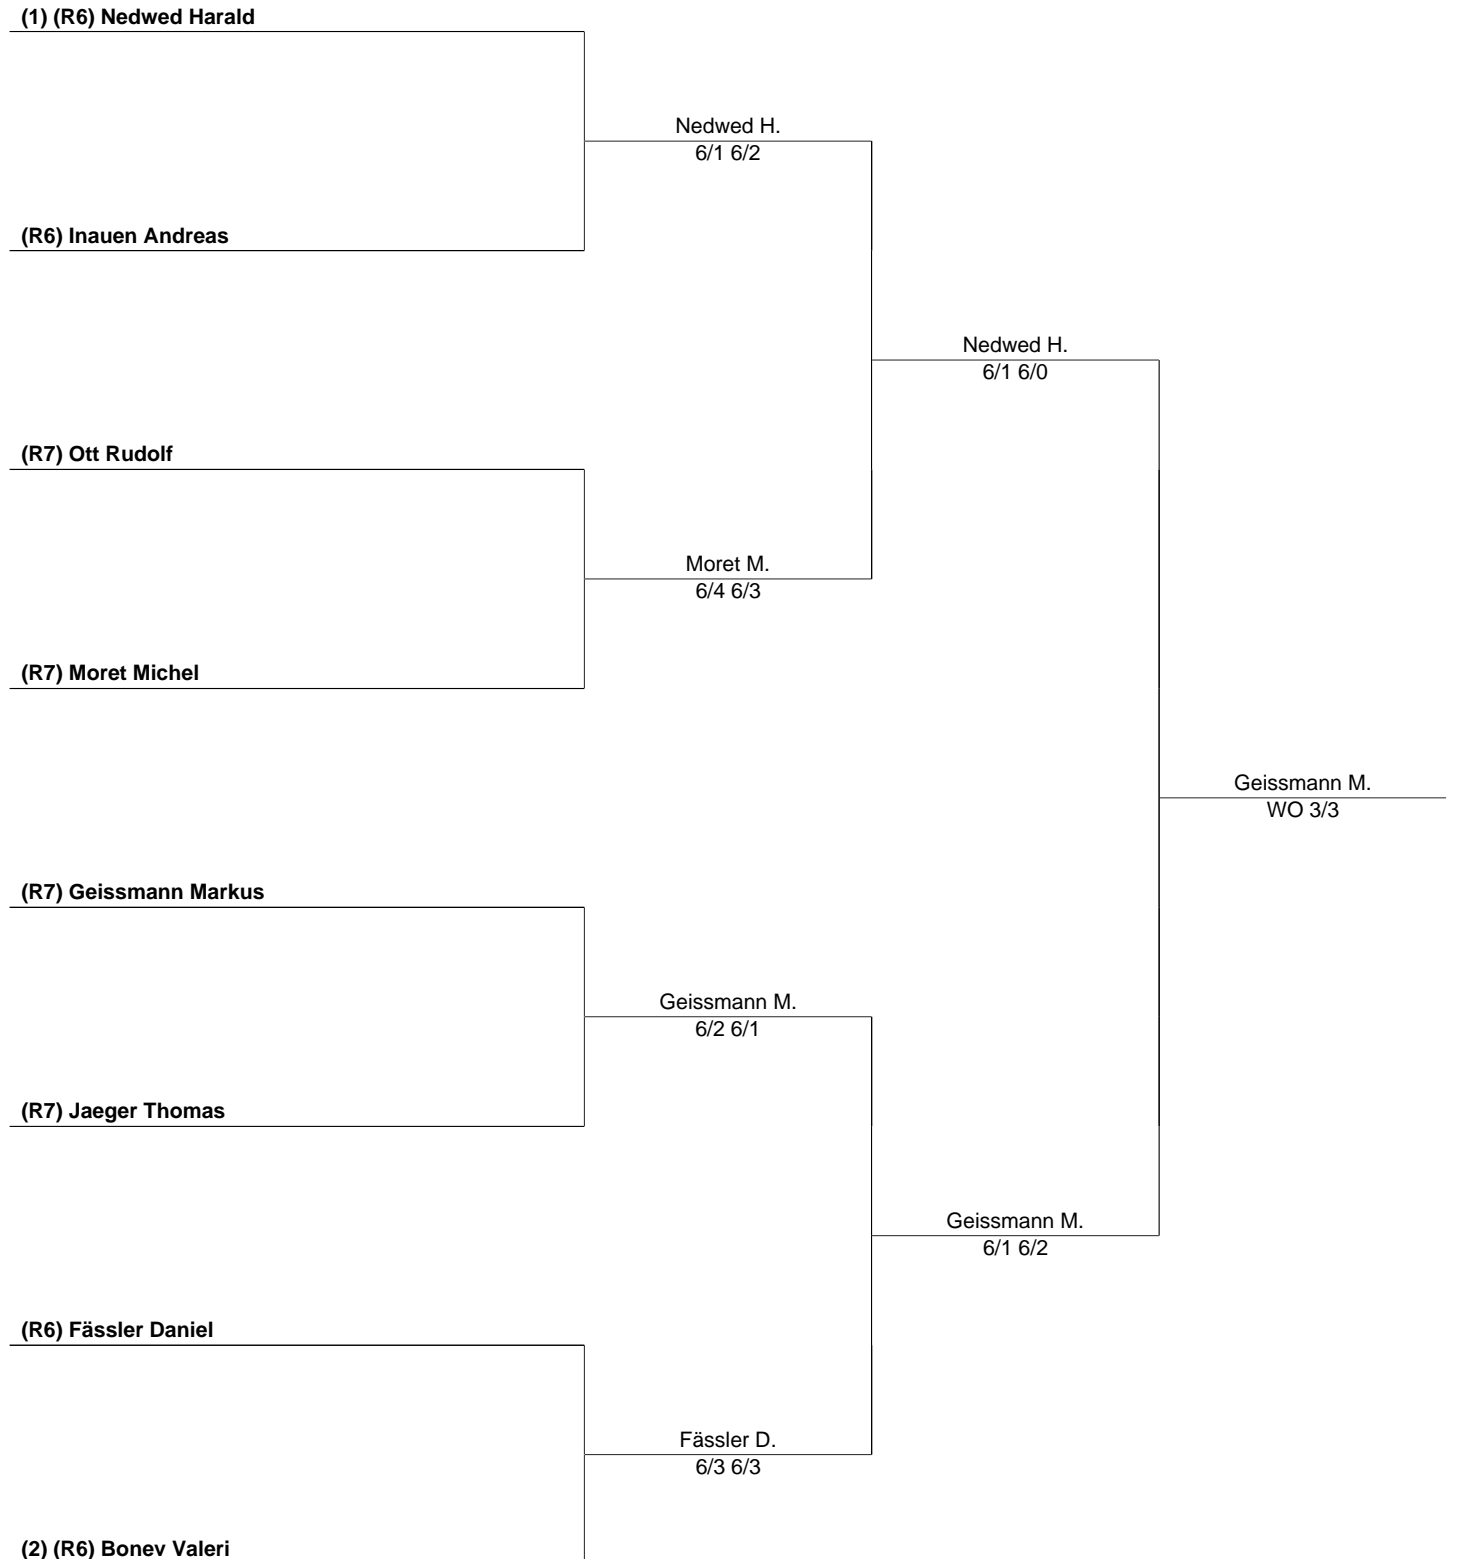 (1) (R6) Nedwed Harald
Nedwed H.
6/1 6/2
(R6) Inauen Andreas
Nedwed H.
6/1 6/0
(R7) Ott Rudolf
Moret M.
6/4 6/3
(R7) Moret Michel
Geissmann M.
WO 3/3
(R7) Geissmann Markus
Geissmann M.
6/2 6/1
(R7) Jaeger Thomas
Geissmann M.
6/1 6/2
(R6) Fässler Daniel
Fässler D.
6/3 6/3
(2) (R6) Bonev Valeri